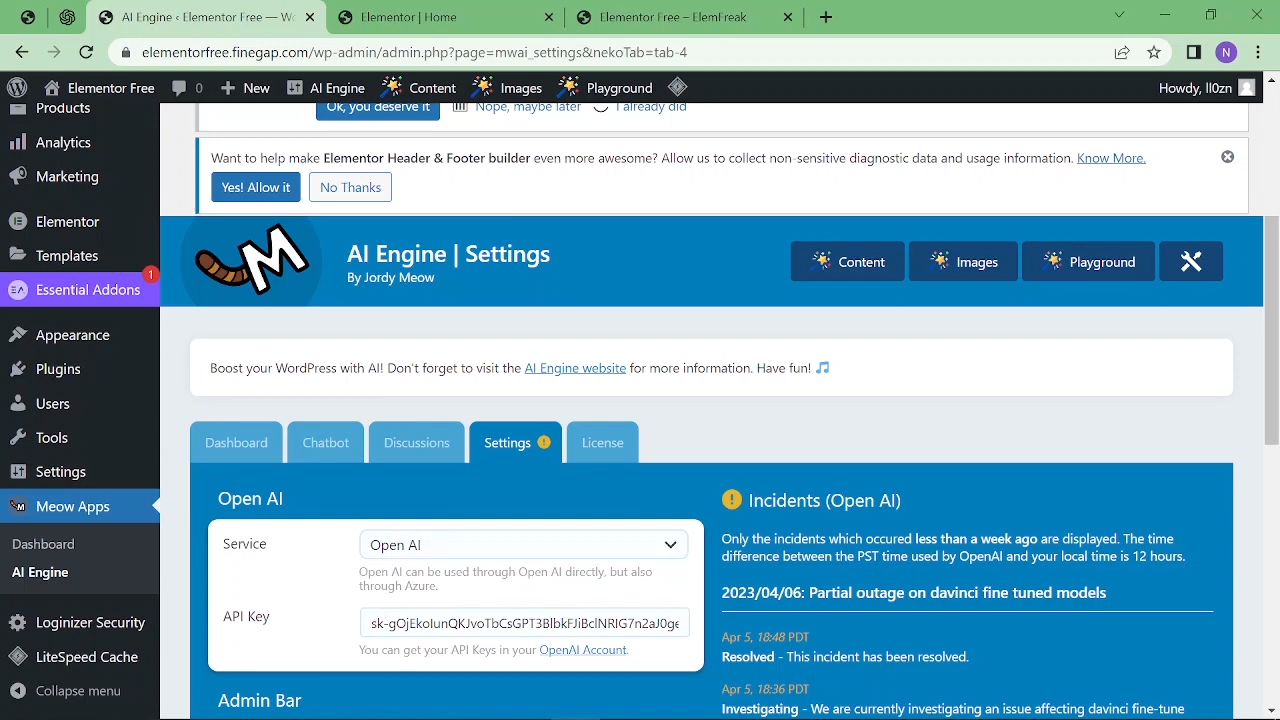 AI Engine — W
Elementor Free
Elementor — FreeMreak
elementorfree.finegap.com/wp-admin/admin.php?page=mwai_settings&nekoTab=tab-4
N
Elementor Free 0 New AI Engine Content Images Playground Howdy, ll0zn
Products
Analytics
Marketing
Elementor
Templates
Essential Addons 1
Appearance
Plugins
Users
Tools
Settings
Meow Apps
Dashboard
AI Engine
Loginizer Security
LiteSpeed Cache
Collapse menu
Ok, you deserve it Nope, maybe later I already did
Want to help make Elementor Header & Footer builder even more awesome? Allow us to collect non-sensitive diagnostic data and usage information. Know More.
Yes! Allow it No Thanks
AI Engine | Settings
By Jordy Meow
Content Images Playground
Boost your WordPress with AI! Don't forget to visit the AI Engine website for more information. Have fun!
Dashboard Chatbot Discussions Settings License
Open AI
Service Open AI
Open AI can be used through Open AI directly, but also
through Azure.
API Key
You can get your API Keys in your OpenAI Account.
Admin Bar
Incidents (Open AI)
Only the incidents which occured less than a week ago are displayed. The time
difference between the PST time used by OpenAI and your local time is 12 hours.
2023/04/06: Partial outage on davinci fine tuned models
Apr 5, 18:48 PDT
Resolved - This incident has been resolved.
Apr 5, 18:36 PDT
Investigating - We are currently investigating an issue affecting davinci fine-tune